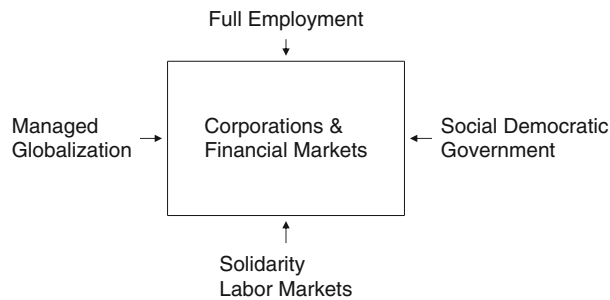 Full Employment
Managed
Globalization
Corporations &
Financial Markets
Social Democratic
Government
Solidarity
Labor Markets